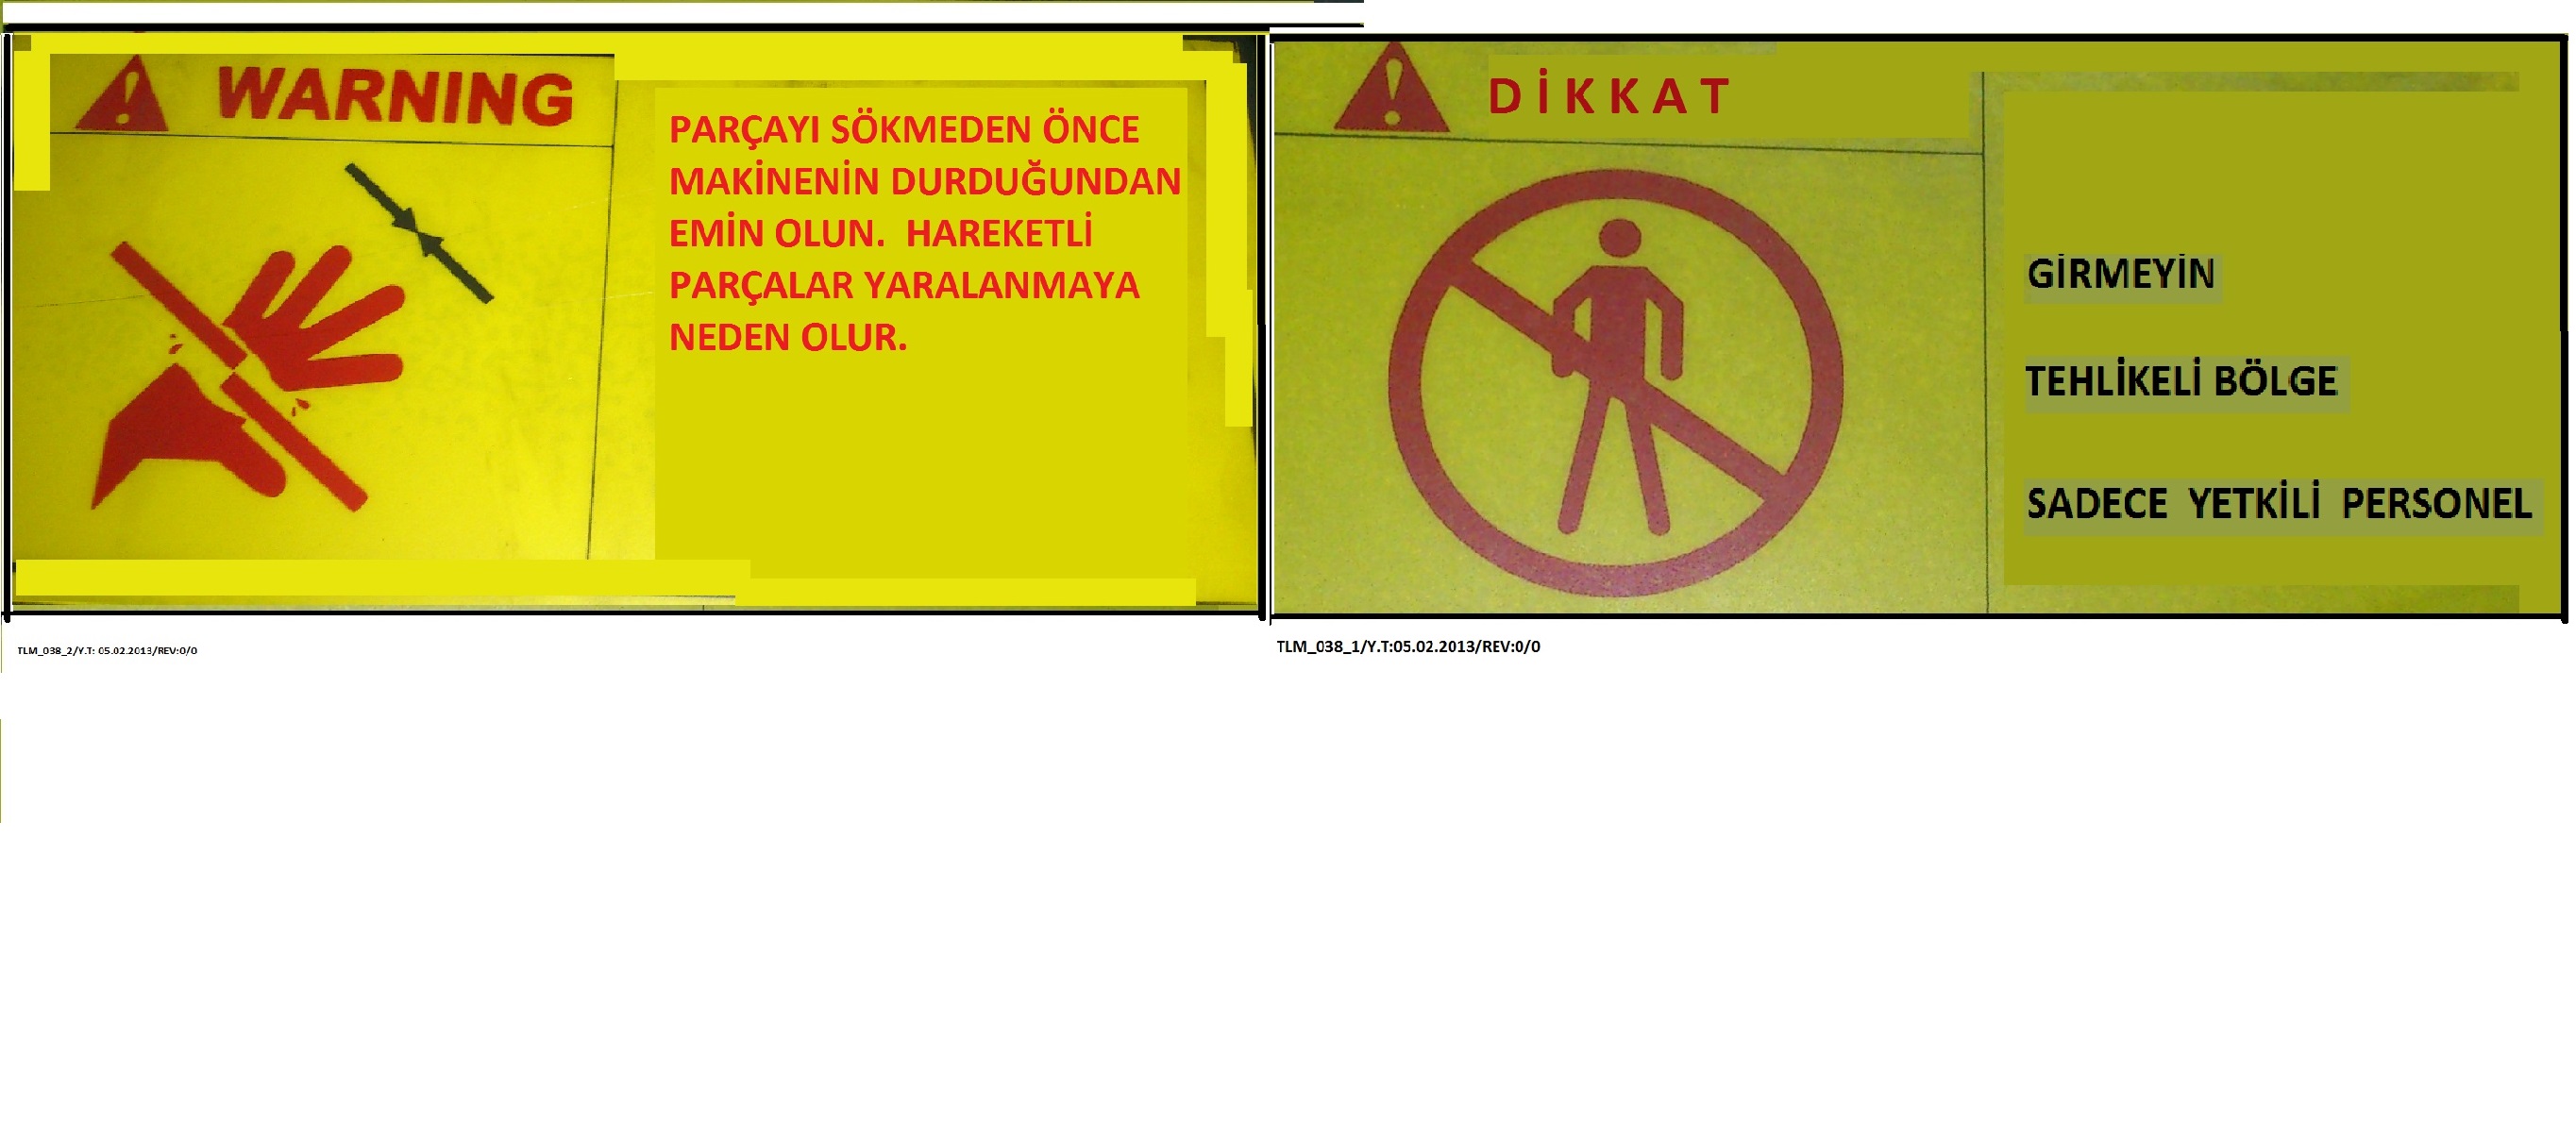 WARNING
PARÇAYI SÖKMEDEN ÖNCE
MAKİNENİN DURDUĞUNDAN
EMİN OLUN.  HAREKETLİ
PARÇALAR YARALANMAYA
NEDEN OLUR.
TLM_038_2/Y.T: 05.02.2013/REV:0/0
DİKKAT
GİRMEYİN
TEHLİKELİ BÖLGE
SADECE  YETKİLİ  PERSONEL
TLM_038_1/Y.T:05.02.2013/REV:0/0